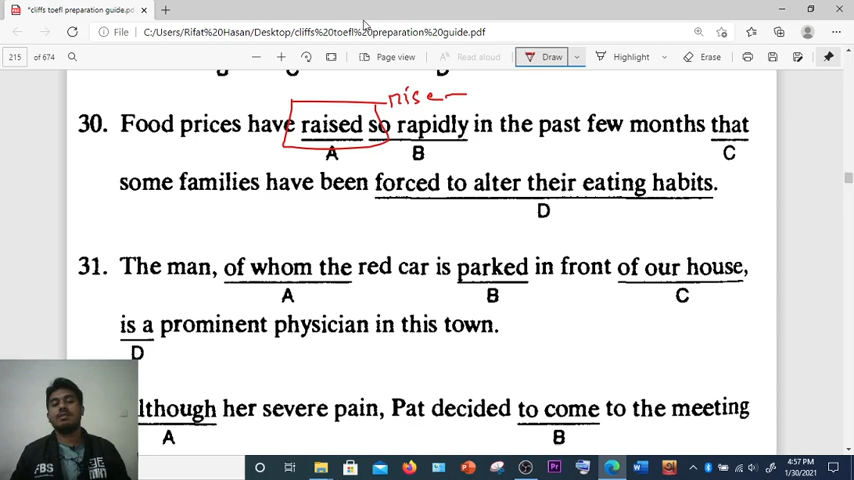 *cliffs toefl preparation guide.p
File
C:/Users/Rifat%20Hasan/Desktop/cliffs%20toefl%20preparation%20guide.pdf
215 of 674
Page view
Read aloud
Draw
Highlight
Erase
rise
30. Food prices have raised so rapidly in the past few months that
A B C
some families have been forced to alter their eating habits.
D
31. The man, of whom the red car is parked in front of our house,
A B C
is a prominent physician in this town.
D
lthough her severe pain, Pat decided to come to the meeting
A B
FBS
4:57 PM
1/30/2021